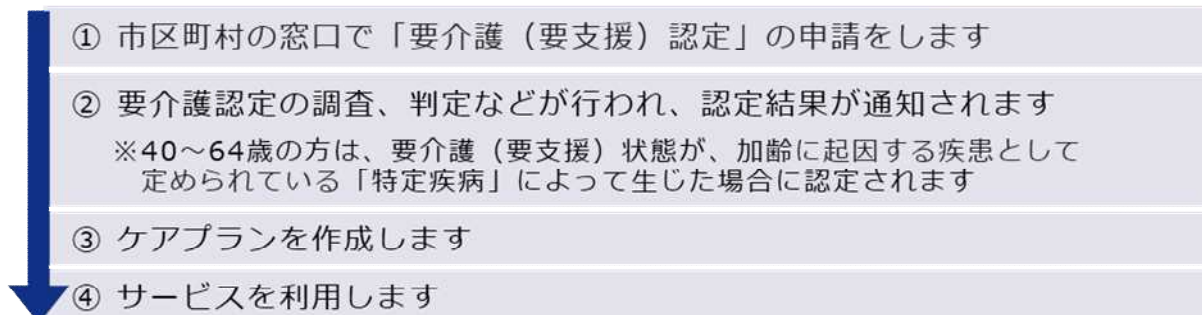 ① 市区町村の窓口で「要介護（要支援）認定」の申請をします
② 要介護認定の調査、判定などが行われ、認定結果が通知されます
※40～64歳の方は、要介護（要支援）状態が、加齢に起因する疾患として
定められている「特定疾病」によって生じた場合に認定されます
③ ケアプランを作成します
④ サービスを利用します